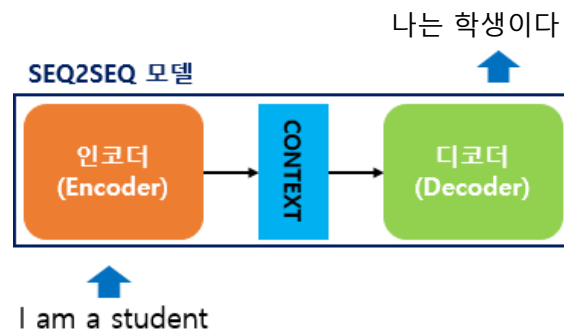 나는 학생이다
SEQ2SEQ 모델
인코더
(Encoder)
CONTEXT
디코더
(Decoder)
I am a student